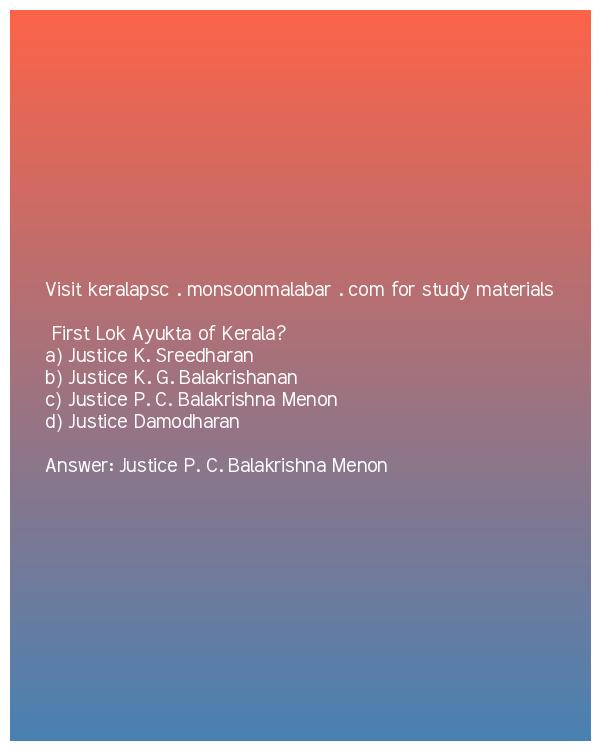 Visit keralapsc . monsoonmalabar . com for study materials
First Lok Ayukta of Kerala?
a) Justice K. Sreedharan
b) Justice K. G. Balakrishanan
c) Justice P. C. Balakrishna Menon
d) Justice Damodharan
Answer: Justice P. C. Balakrishna Menon